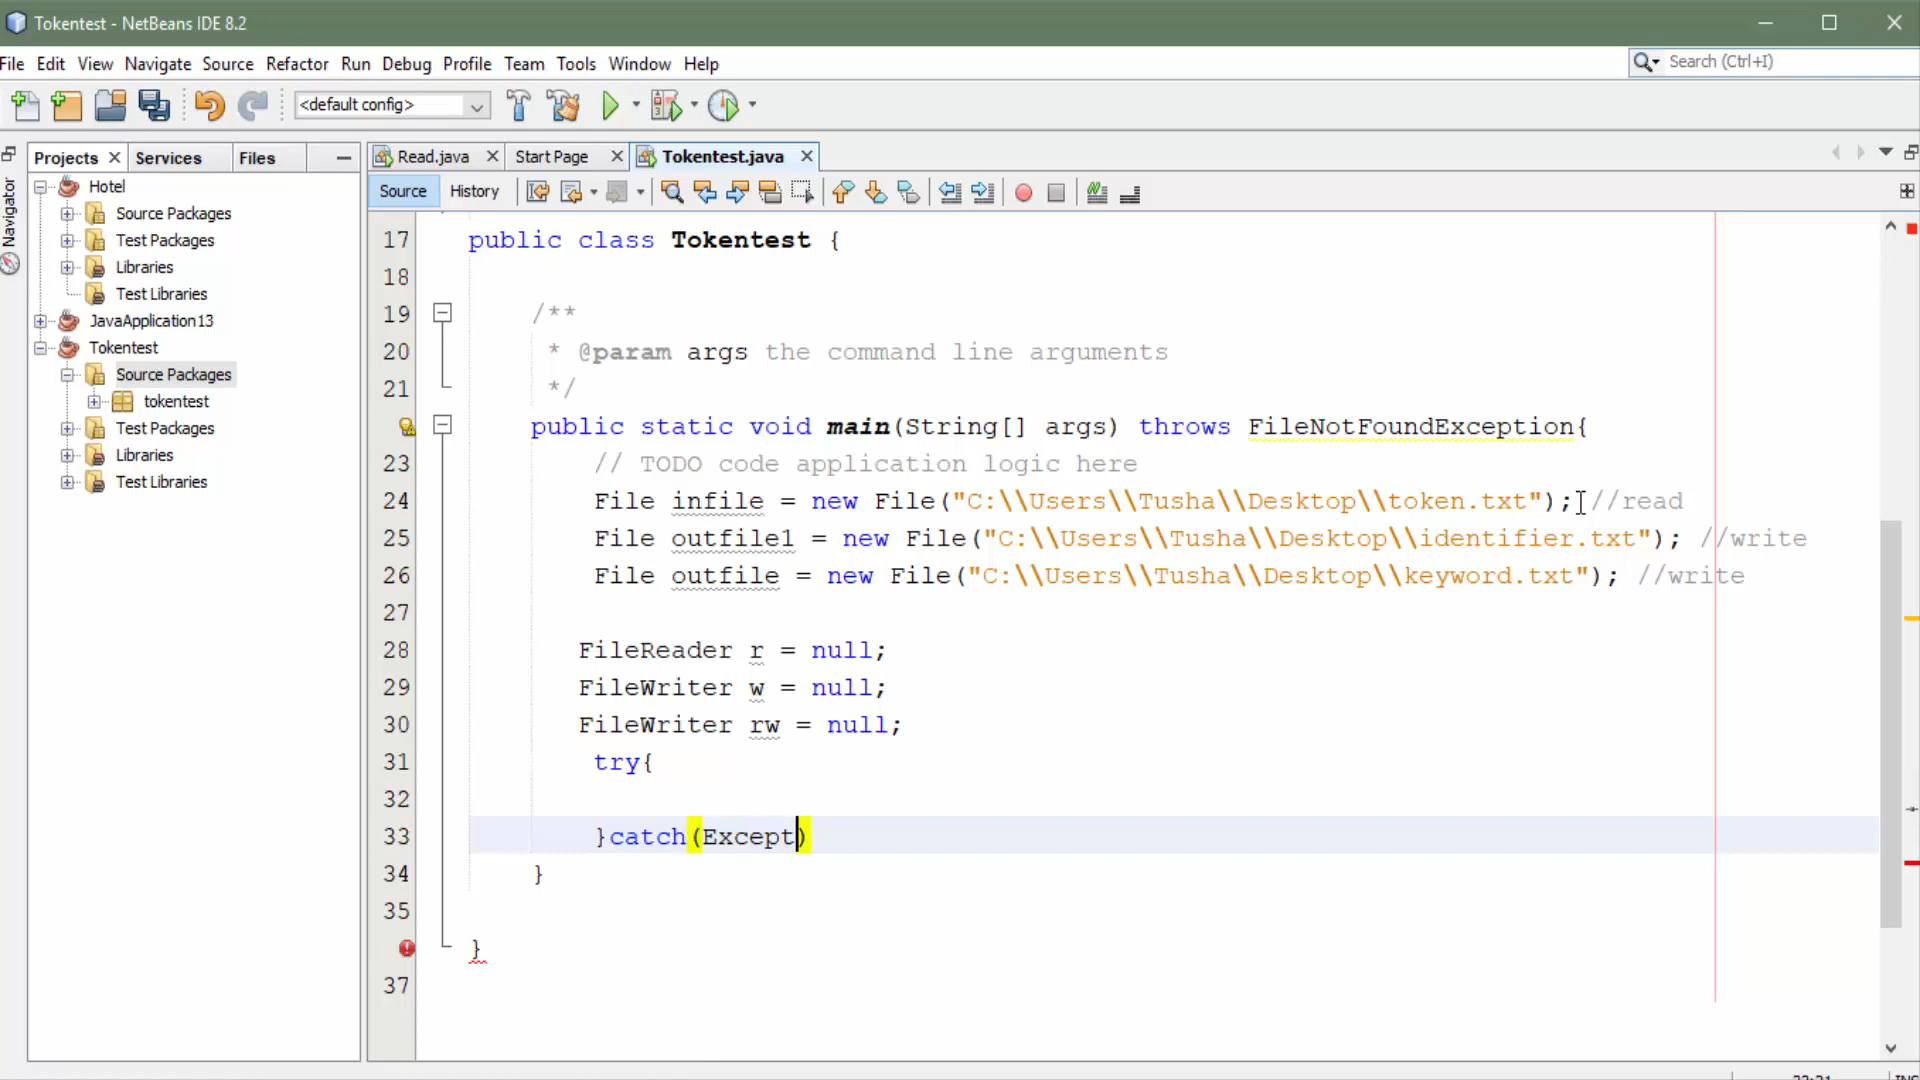 Tokentest - NetBeans IDE 8.2
File Edit View Navigate Source Refactor Run Debug Profile Team Tools Window Help
Search (Ctrl+I)
<default config>
Projects Services Files
Navigator
Hotel
Source Packages
Test Packages
Libraries
Test Libraries
JavaApplication13
Tokentest
Source Packages
tokentest
Test Packages
Libraries
Test Libraries
Read.java Start Page Tokentest.java
Source History
17 public class Tokentest {
18
19 /**
20 * @param args the command line arguments
21 */
public static void main(String[] args) throws FileNotFoundException{
23 // TODO code application logic here
24 File infile = new File("C:\\Users\\Tusha\\Desktop\\token.txt"); //read
25 File outfile1 = new File("C:\\Users\\Tusha\\Desktop\\identifier.txt"); //write
26 File outfile = new File("C:\\Users\\Tusha\\Desktop\\keyword.txt"); //write
27
28 FileReader r = null;
29 FileWriter w = null;
30 FileWriter rw = null;
31 try{
32
33 }catch(Except)
34 }
35
}
37